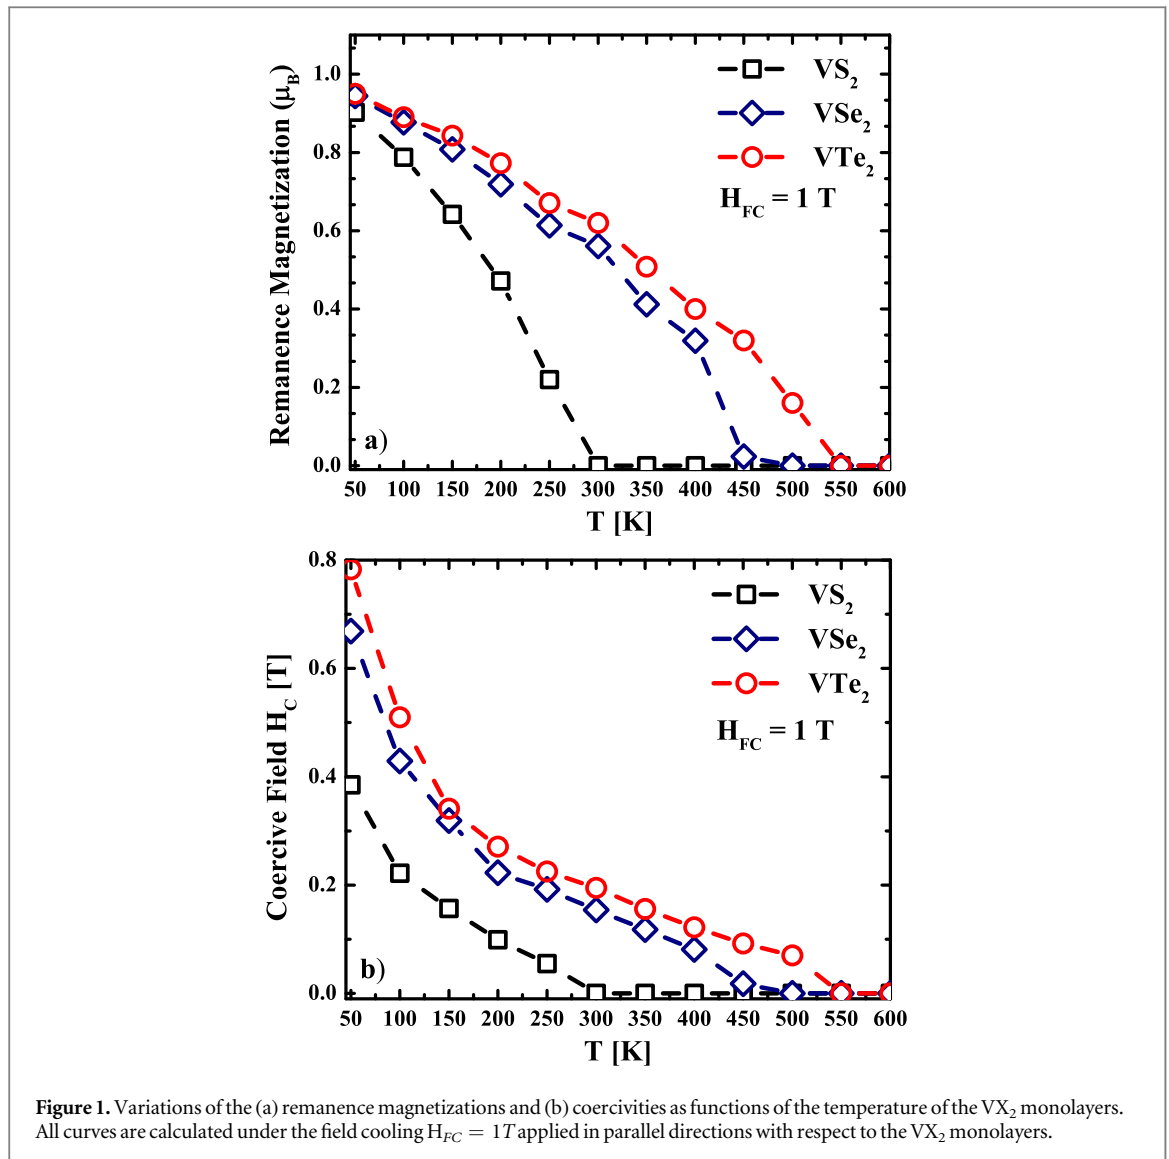 Remanence Magnetization (μB)
1.0
0.8
0.6
0.4
0.2
0.0
VS2
VSe2
VTe2
HFC = 1 T
a)
50 100 150 200 250 300 350 400 450 500 550 600
T [K]
Coercive Field HC [T]
0.8
0.6
0.4
0.2
0.0
VS2
VSe2
VTe2
HFC = 1 T
b)
50 100 150 200 250 300 350 400 450 500 550 600
T [K]
Figure 1. Variations of the (a) remanence magnetizations and (b) coercivities as functions of the temperature of the VX2 monolayers.
All curves are calculated under the field cooling HFC = 1T applied in parallel directions with respect to the VX2 monolayers.